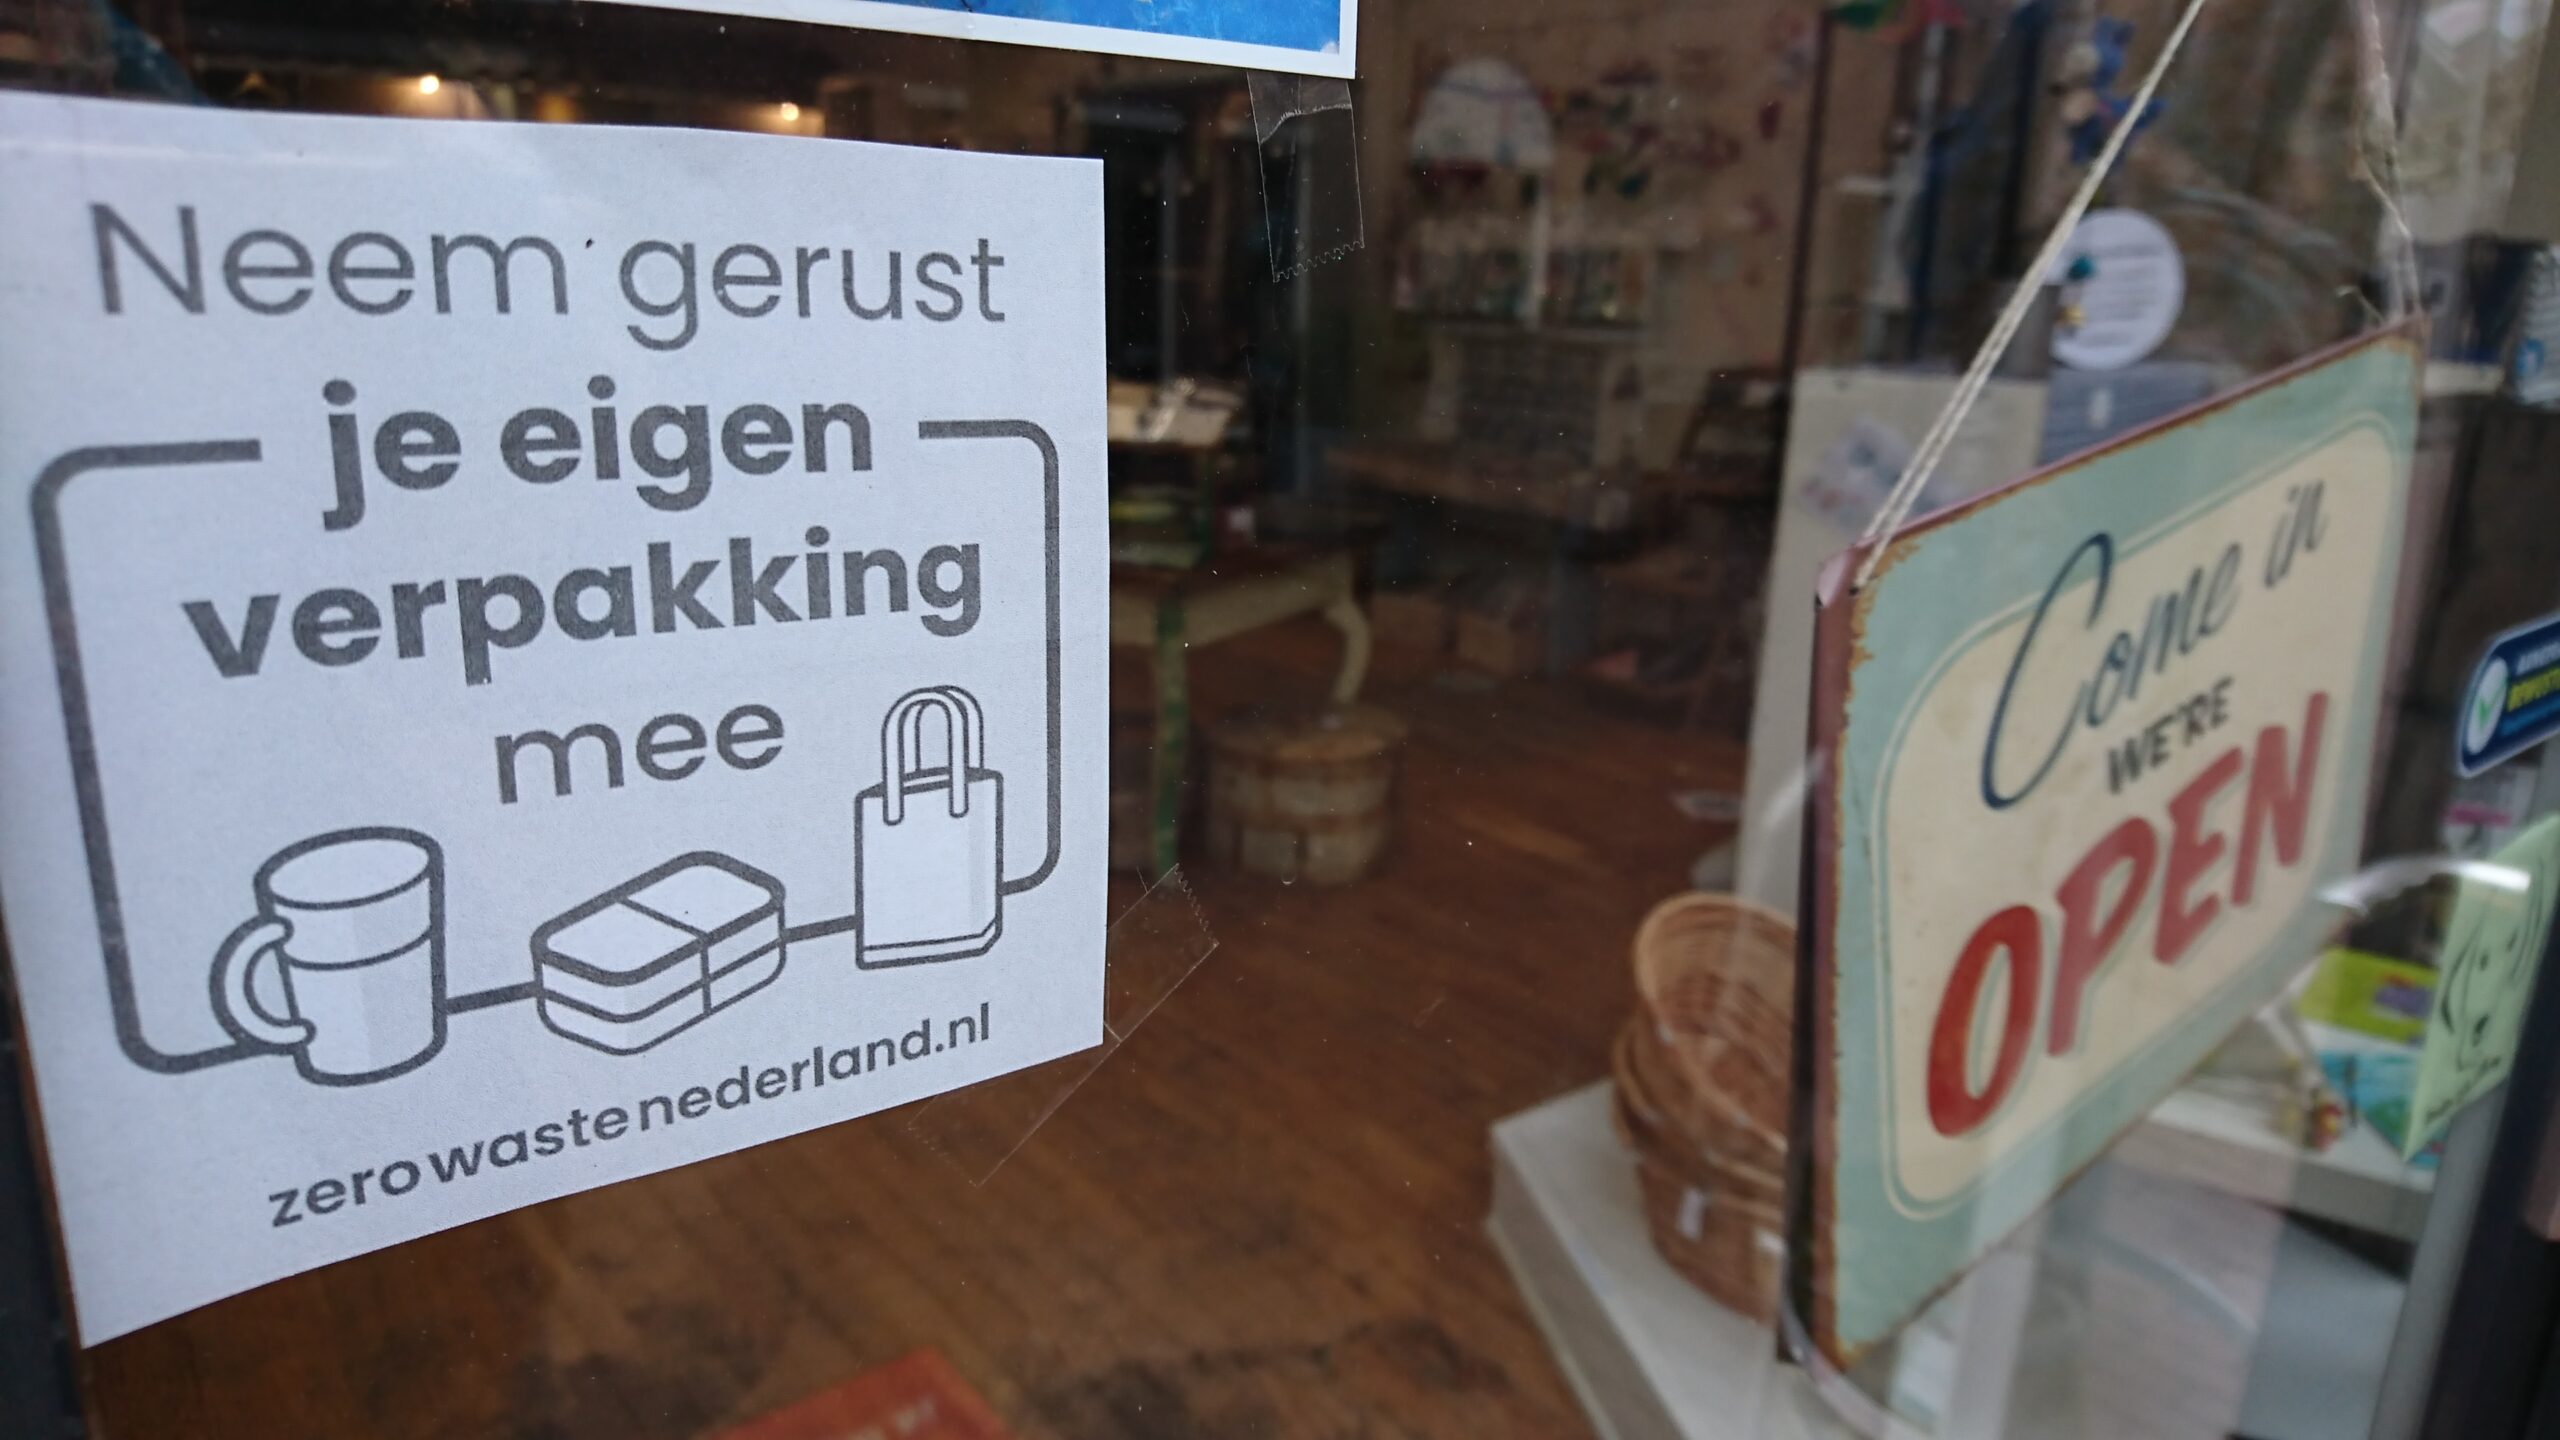 Neem gerust
je eigen
verpakking
mee
zerowastenederland.nl
Come in
WE'RE
OPEN